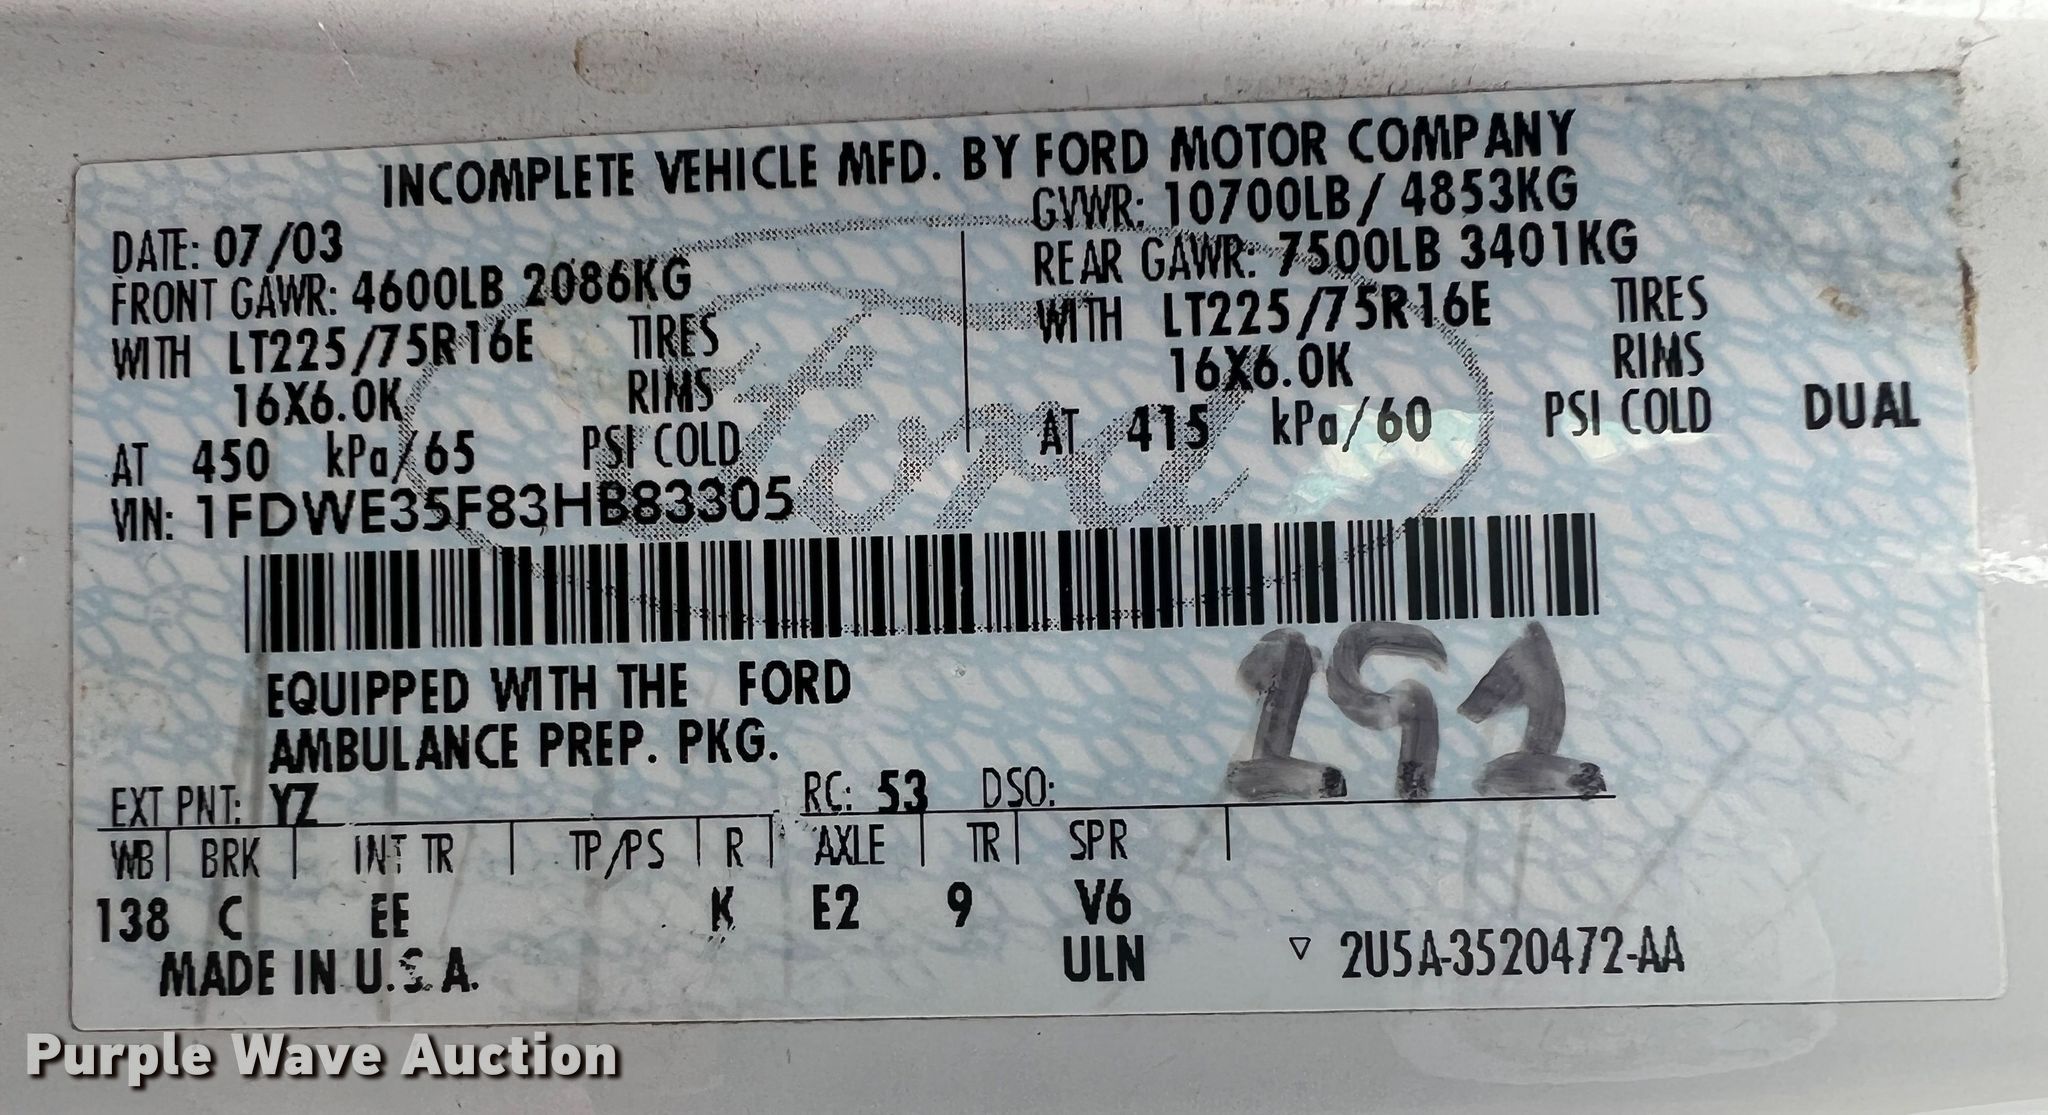 INCOMPLETE VEHICLE MFD. BY FORD MOTOR COMPANY
DATE: 07/03
GVWR: 10700LB/ 4853KG
FRONT GAWR: 4600LB 2086KG
REAR GAWR: 7500LB 3401KG
WITH LT225/75R16E TIRES
WITH LT225/75R16E TIRES
16X6.0K RIMS
16X6.0K RIMS
AT 450 kPa/65 PSI COLD
AT 415 kPa/60 PSI COLD DUAL
VIN: 1FDWE35F83HB83305
Ford
EQUIPPED WITH THE FORD
AMBULANCE PREP. PKG.
EXT PNT: YZ RC: 53 DSO:
WB BRK INT TR TP/PS R AXLE TR SPR
138 C EE K E2 9 V6
MADE IN U.S.A. ULN ▽ 2U5A-3520472-AA
Purple Wave Auction